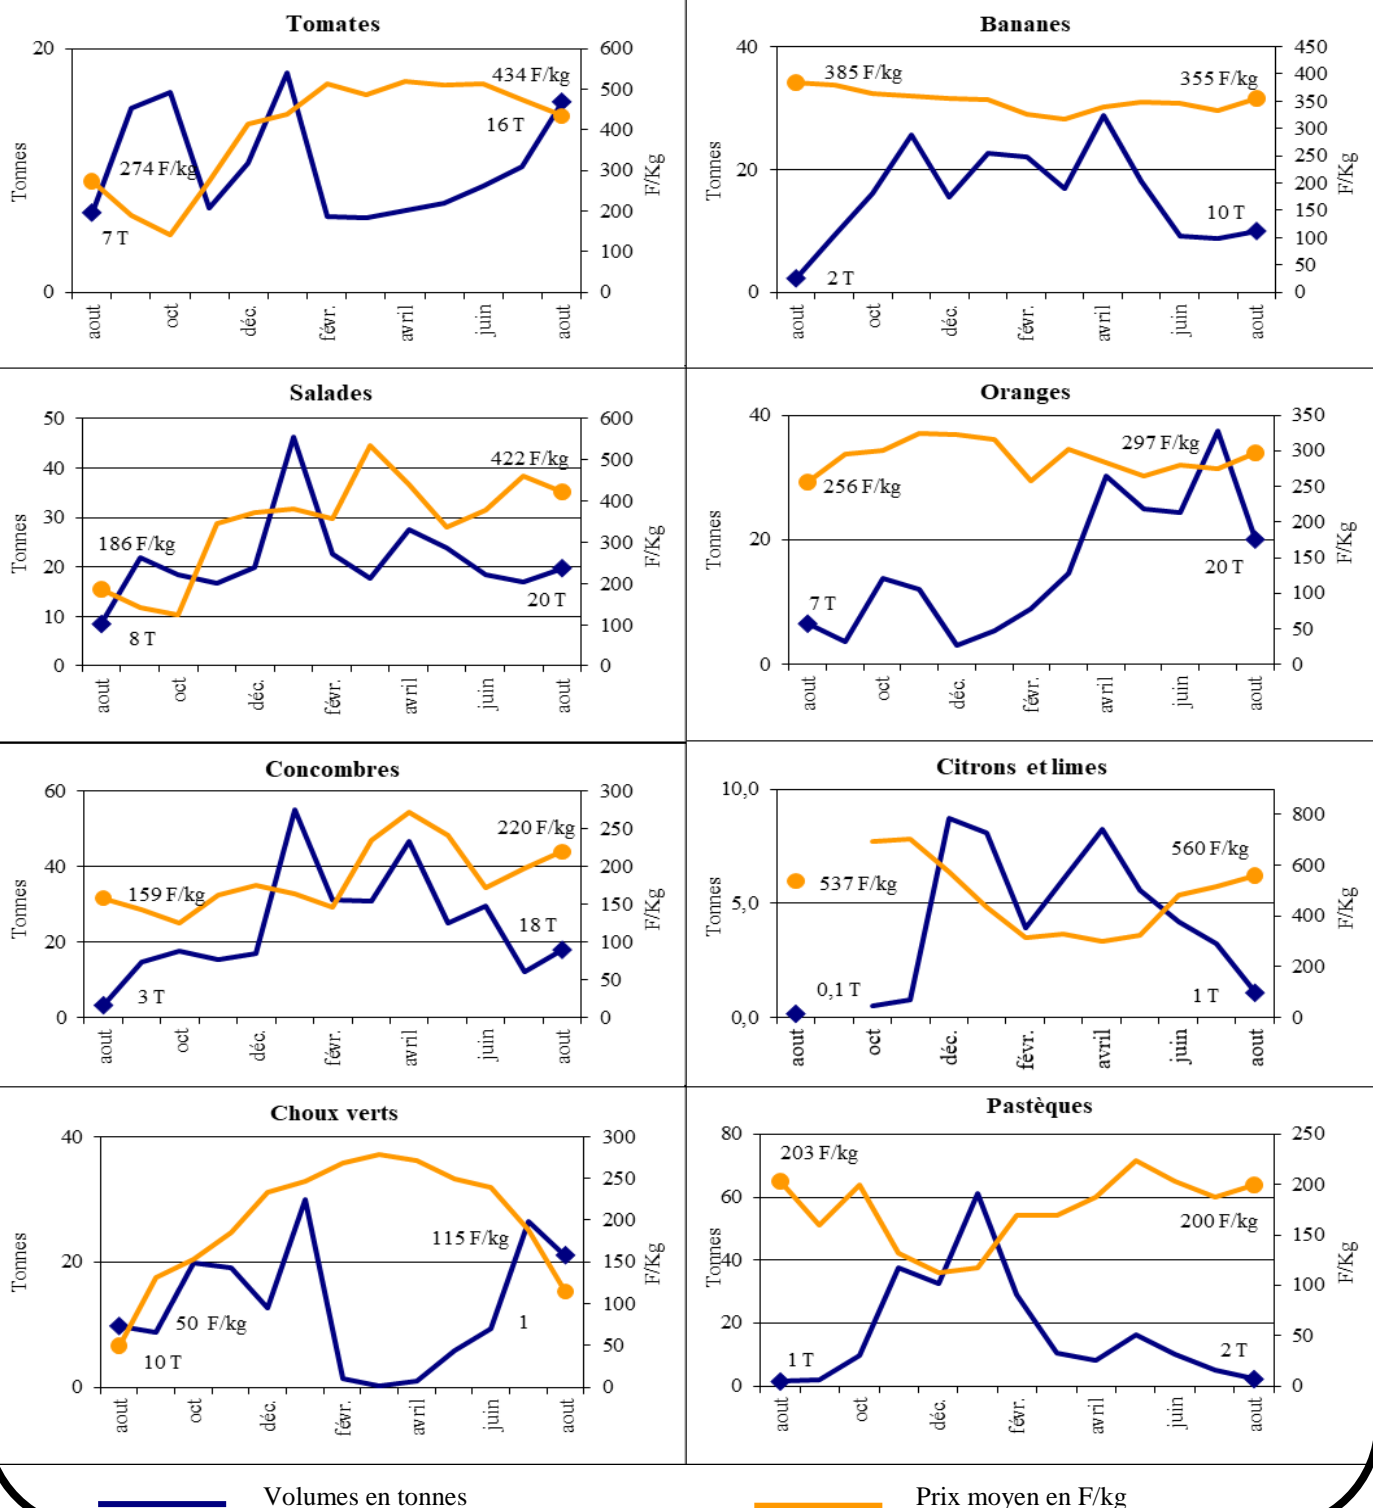 Tomates
20
0
600
500
400
300
200
100
0
Tonnes
F/Kg
274 F/kg
7 T
434 F/kg
16 T
aout
oct
déc.
févr.
avril
juin
aout
Bananes
40
20
0
450
400
350
300
250
200
150
100
50
0
Tonnes
F/Kg
385 F/kg
2 T
355 F/kg
10 T
aout
oct
déc.
févr.
avril
juin
aout
Salades
50
40
30
20
10
0
600
500
400
300
200
100
0
Tonnes
F/Kg
186 F/kg
8 T
422 F/kg
20 T
aout
oct
déc.
févr.
avril
juin
aout
Oranges
40
20
0
350
300
250
200
150
100
50
0
Tonnes
F/Kg
256 F/kg
7 T
297 F/kg
20 T
aout
oct
déc.
févr.
avril
juin
aout
Concombres
60
40
20
0
300
250
200
150
100
50
0
Tonnes
F/Kg
159 F/kg
3 T
220 F/kg
18 T
aout
oct
déc.
févr.
avril
juin
aout
Citrons et limes
10,0
5,0
0,0
800
600
400
200
0
Tonnes
F/Kg
537 F/kg
0,1 T
560 F/kg
1 T
aout
oct
déc.
févr.
avril
juin
aout
Choux verts
40
20
0
300
250
200
150
100
50
0
Tonnes
F/Kg
50 F/kg
10 T
115 F/kg
1
aout
oct
déc.
févr.
avril
juin
aout
Pastèques
80
60
40
20
0
250
200
150
100
50
0
Tonnes
F/Kg
203 F/kg
1 T
200 F/kg
2 T
aout
oct
déc.
févr.
avril
juin
aout
Volumes en tonnes
Prix moyen en F/kg